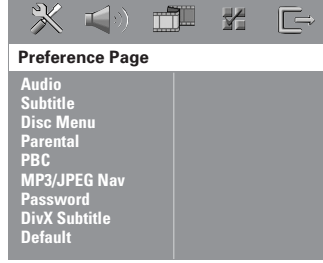 Preference Page
Audio
Subtitle
Disc Menu
Parental
PBC
MP3/JPEG Nav
Password
DivX Subtitle
Default